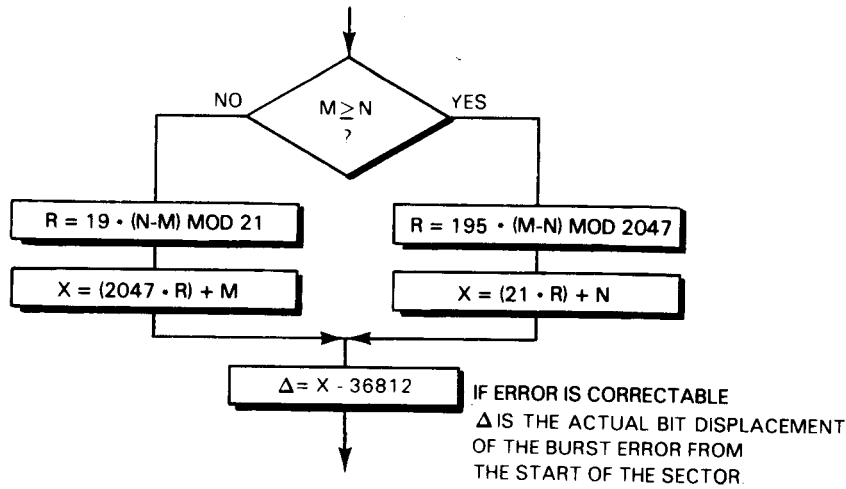 M ≥ N
?
NO
YES
R = 19 • (N-M) MOD 21
R = 195 • (M-N) MOD 2047
X = (2047 • R) + M
X = (21 • R) + N
Δ= X - 36812
IF ERROR IS CORRECTABLE
Δ IS THE ACTUAL BIT DISPLACEMENT
OF THE BURST ERROR FROM
THE START OF THE SECTOR.